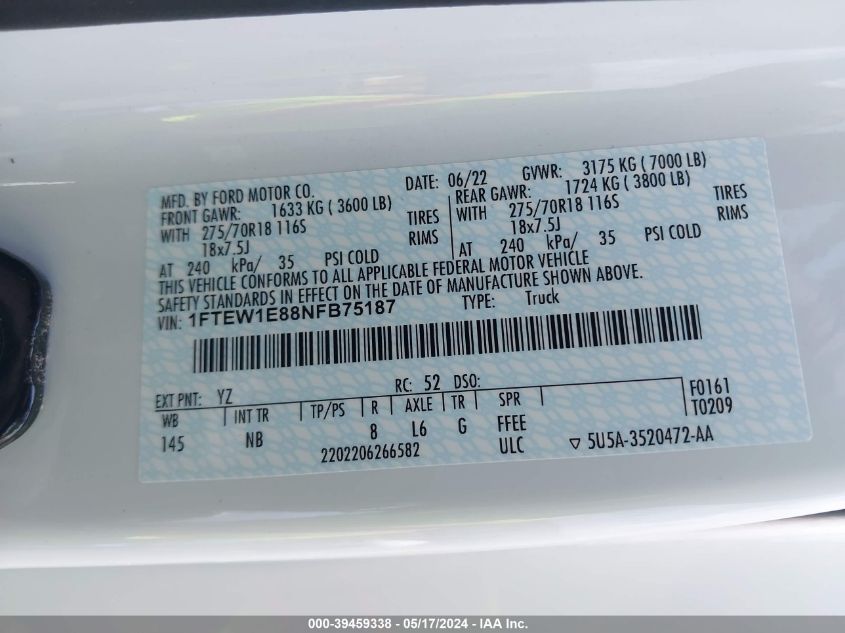 MFD. BY FORD MOTOR CO. DATE: 06/22 GVWR: 3175 KG ( 7000 LB)
FRONT GAWR: 1633 KG ( 3600 LB) REAR GAWR: 1724 KG ( 3800 LB)
WITH 275/70R18 116S TIRES WITH 275/70R18 116S TIRES
18x7.5J RIMS 18x7.5J RIMS
AT 240 kPa/ 35 PSI COLD AT 240 kPa/ 35 PSI COLD
THIS VEHICLE CONFORMS TO ALL APPLICABLE FEDERAL MOTOR VEHICLE
SAFETY STANDARDS IN EFFECT ON THE DATE OF MANUFACTURE SHOWN ABOVE.
VIN: 1FTEW1E88NFB75187 TYPE: Truck
EXT PNT: YZ RC: 52 DSO:
WB INT TR TP/PS R AXLE TR SPR F0161
145 NB 8 L6 G FFEE T0209
2202206266582 ULC 5U5A-3520472-AA
000-39459338 - 05/17/2024 - IAA Inc.